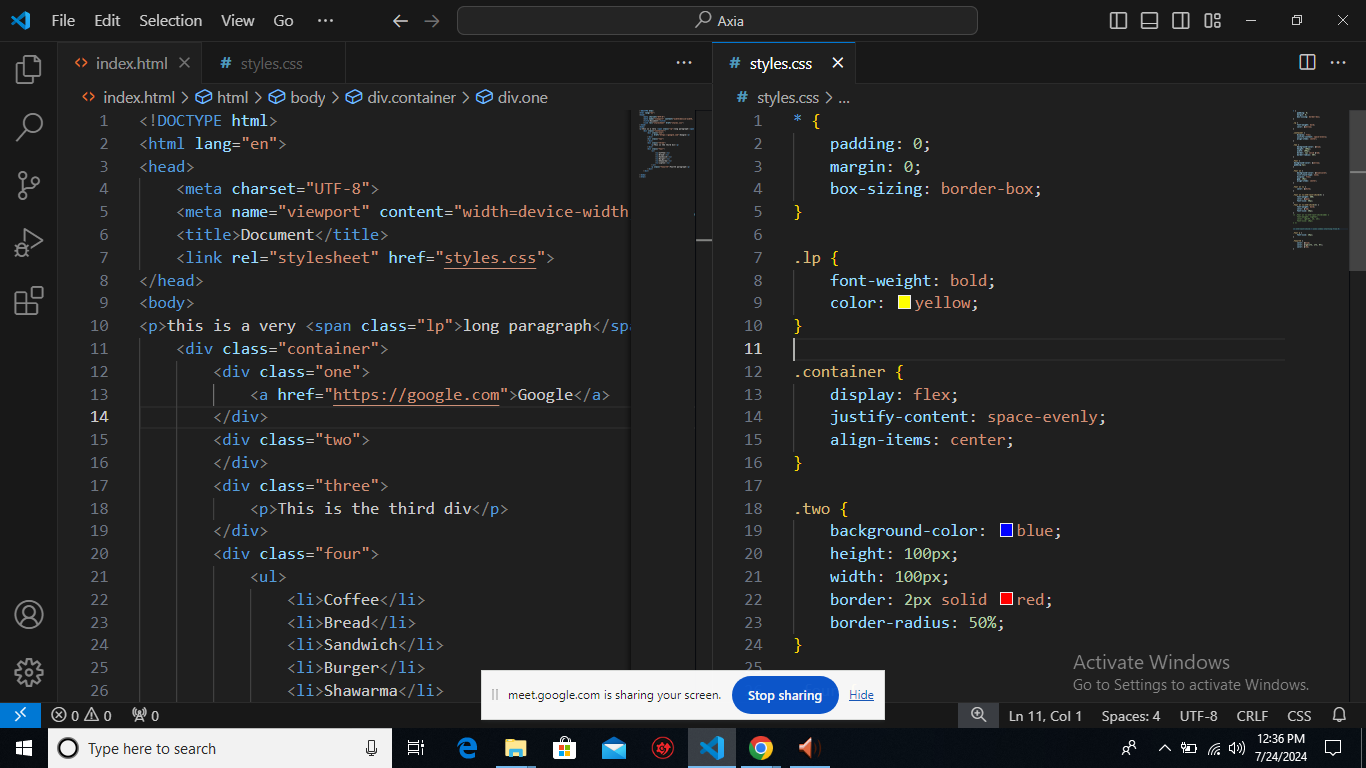 File Edit Selection View Go ··· Axia
index.html styles.css ···
index.html > html > body > div.container > div.one
1 <!DOCTYPE html>
2 <html lang="en">
3 <head>
4 <meta charset="UTF-8">
5 <meta name="viewport" content="width=device-width
6 <title>Document</title>
7 <link rel="stylesheet" href="styles.css">
8 </head>
9 <body>
10 <p>this is a very <span class="lp">long paragraph</spa
11 <div class="container">
12 <div class="one">
13 <a href="https://google.com">Google</a>
14 </div>
15 <div class="two">
16 </div>
17 <div class="three">
18 <p>This is the third div</p>
19 </div>
20 <div class="four">
21 <ul>
22 <li>Coffee</li>
23 <li>Bread</li>
24 <li>Sandwich</li>
25 <li>Burger</li>
26 <li>Shawarma</li>
styles.css ···
styles.css > ...
1 * {
2 padding: 0;
3 margin: 0;
4 box-sizing: border-box;
5 }
6
7 .lp {
8 font-weight: bold;
9 color: yellow;
10 }
11
12 .container {
13 display: flex;
14 justify-content: space-evenly;
15 align-items: center;
16 }
17
18 .two {
19 background-color: blue;
20 height: 100px;
21 width: 100px;
22 border: 2px solid red;
23 border-radius: 50%;
24 }
25
Activate Windows
Go to Settings to activate Windows.
meet.google.com is sharing your screen. Stop sharing Hide
0 0 0 Ln 11, Col 1 Spaces: 4 UTF-8 CRLF CSS
Type here to search
12:36 PM
7/24/2024